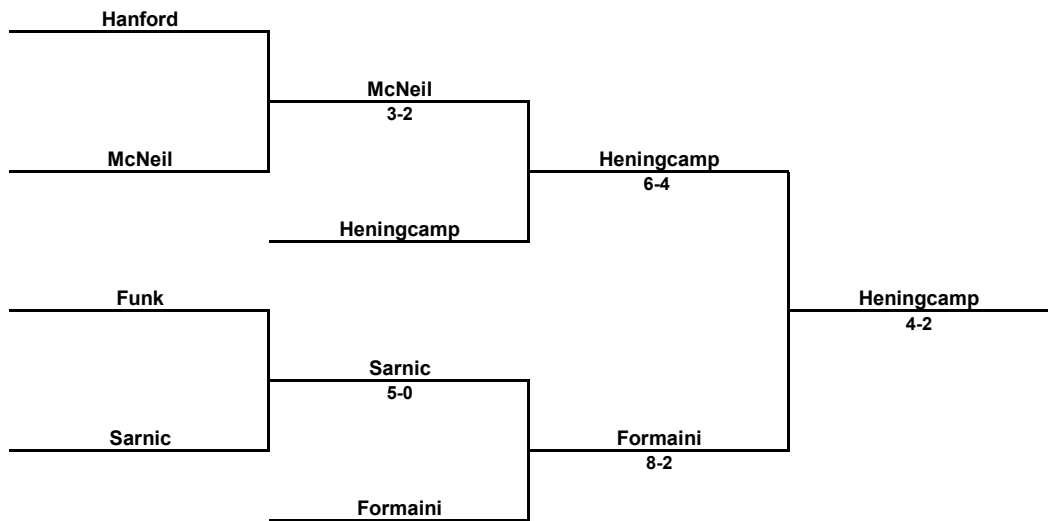 Hanford
McNeil
3-2
McNeil
Heningcamp
6-4
Heningcamp
Funk
Heningcamp
4-2
Sarnic
5-0
Sarnic
Formaini
8-2
Formaini